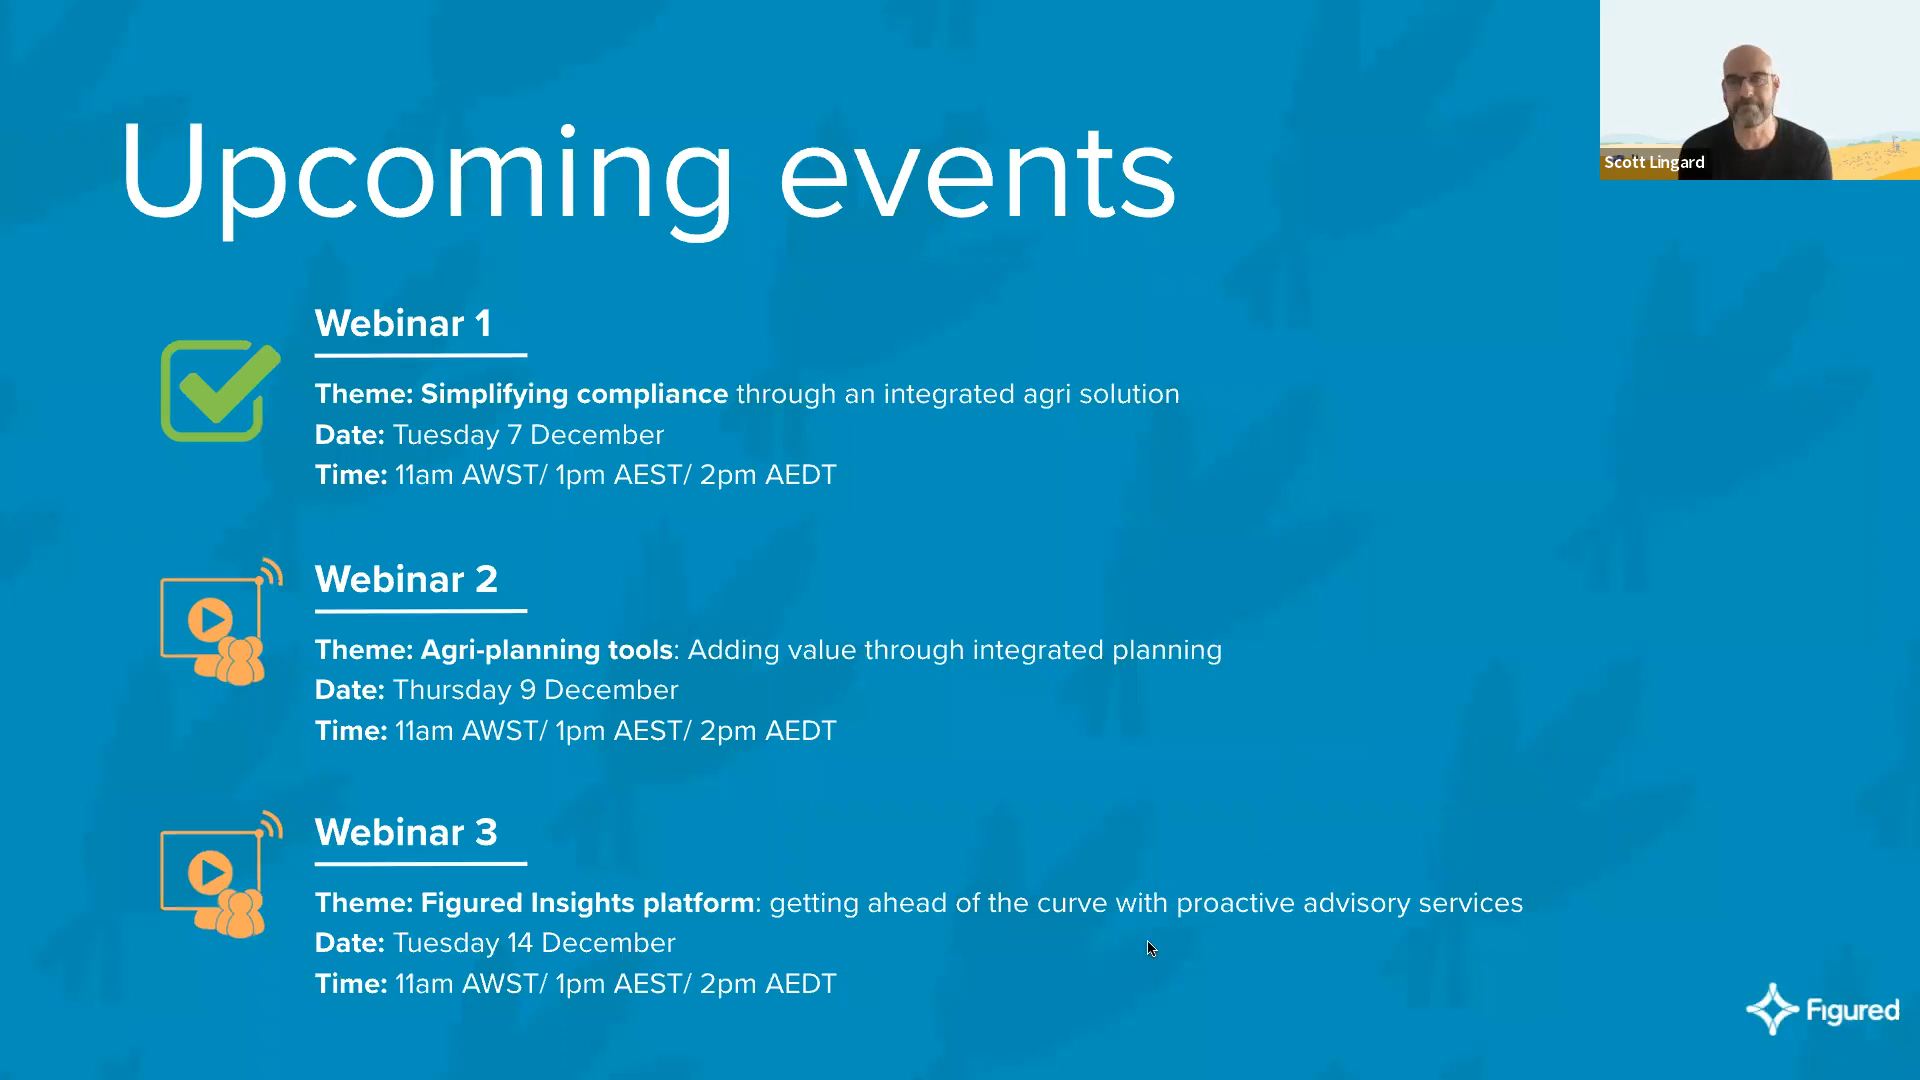 Upcoming events
Scott Lingard
Webinar 1
Theme: Simplifying compliance through an integrated agri solution
Date: Tuesday 7 December
Time: 11am AWST/ 1pm AEST/ 2pm AEDT
Webinar 2
Theme: Agri-planning tools: Adding value through integrated planning
Date: Thursday 9 December
Time: 11am AWST/ 1pm AEST/ 2pm AEDT
Webinar 3
Theme: Figured Insights platform: getting ahead of the curve with proactive advisory services
Date: Tuesday 14 December
Time: 11am AWST/ 1pm AEST/ 2pm AEDT
Figured